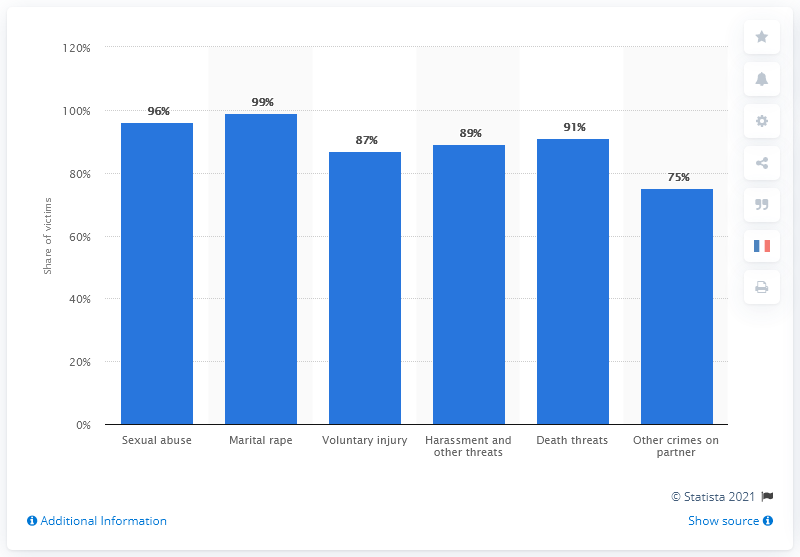 120%
100%
80%
60%
40%
20%
0%
Share of victims
96%
99%
87%
89%
91%
75%
Sexual abuse
Marital rape
Voluntary injury
Harassment and
other threats
Death threats
Other crimes on
partner
© Statista 2021
Additional Information
Show source